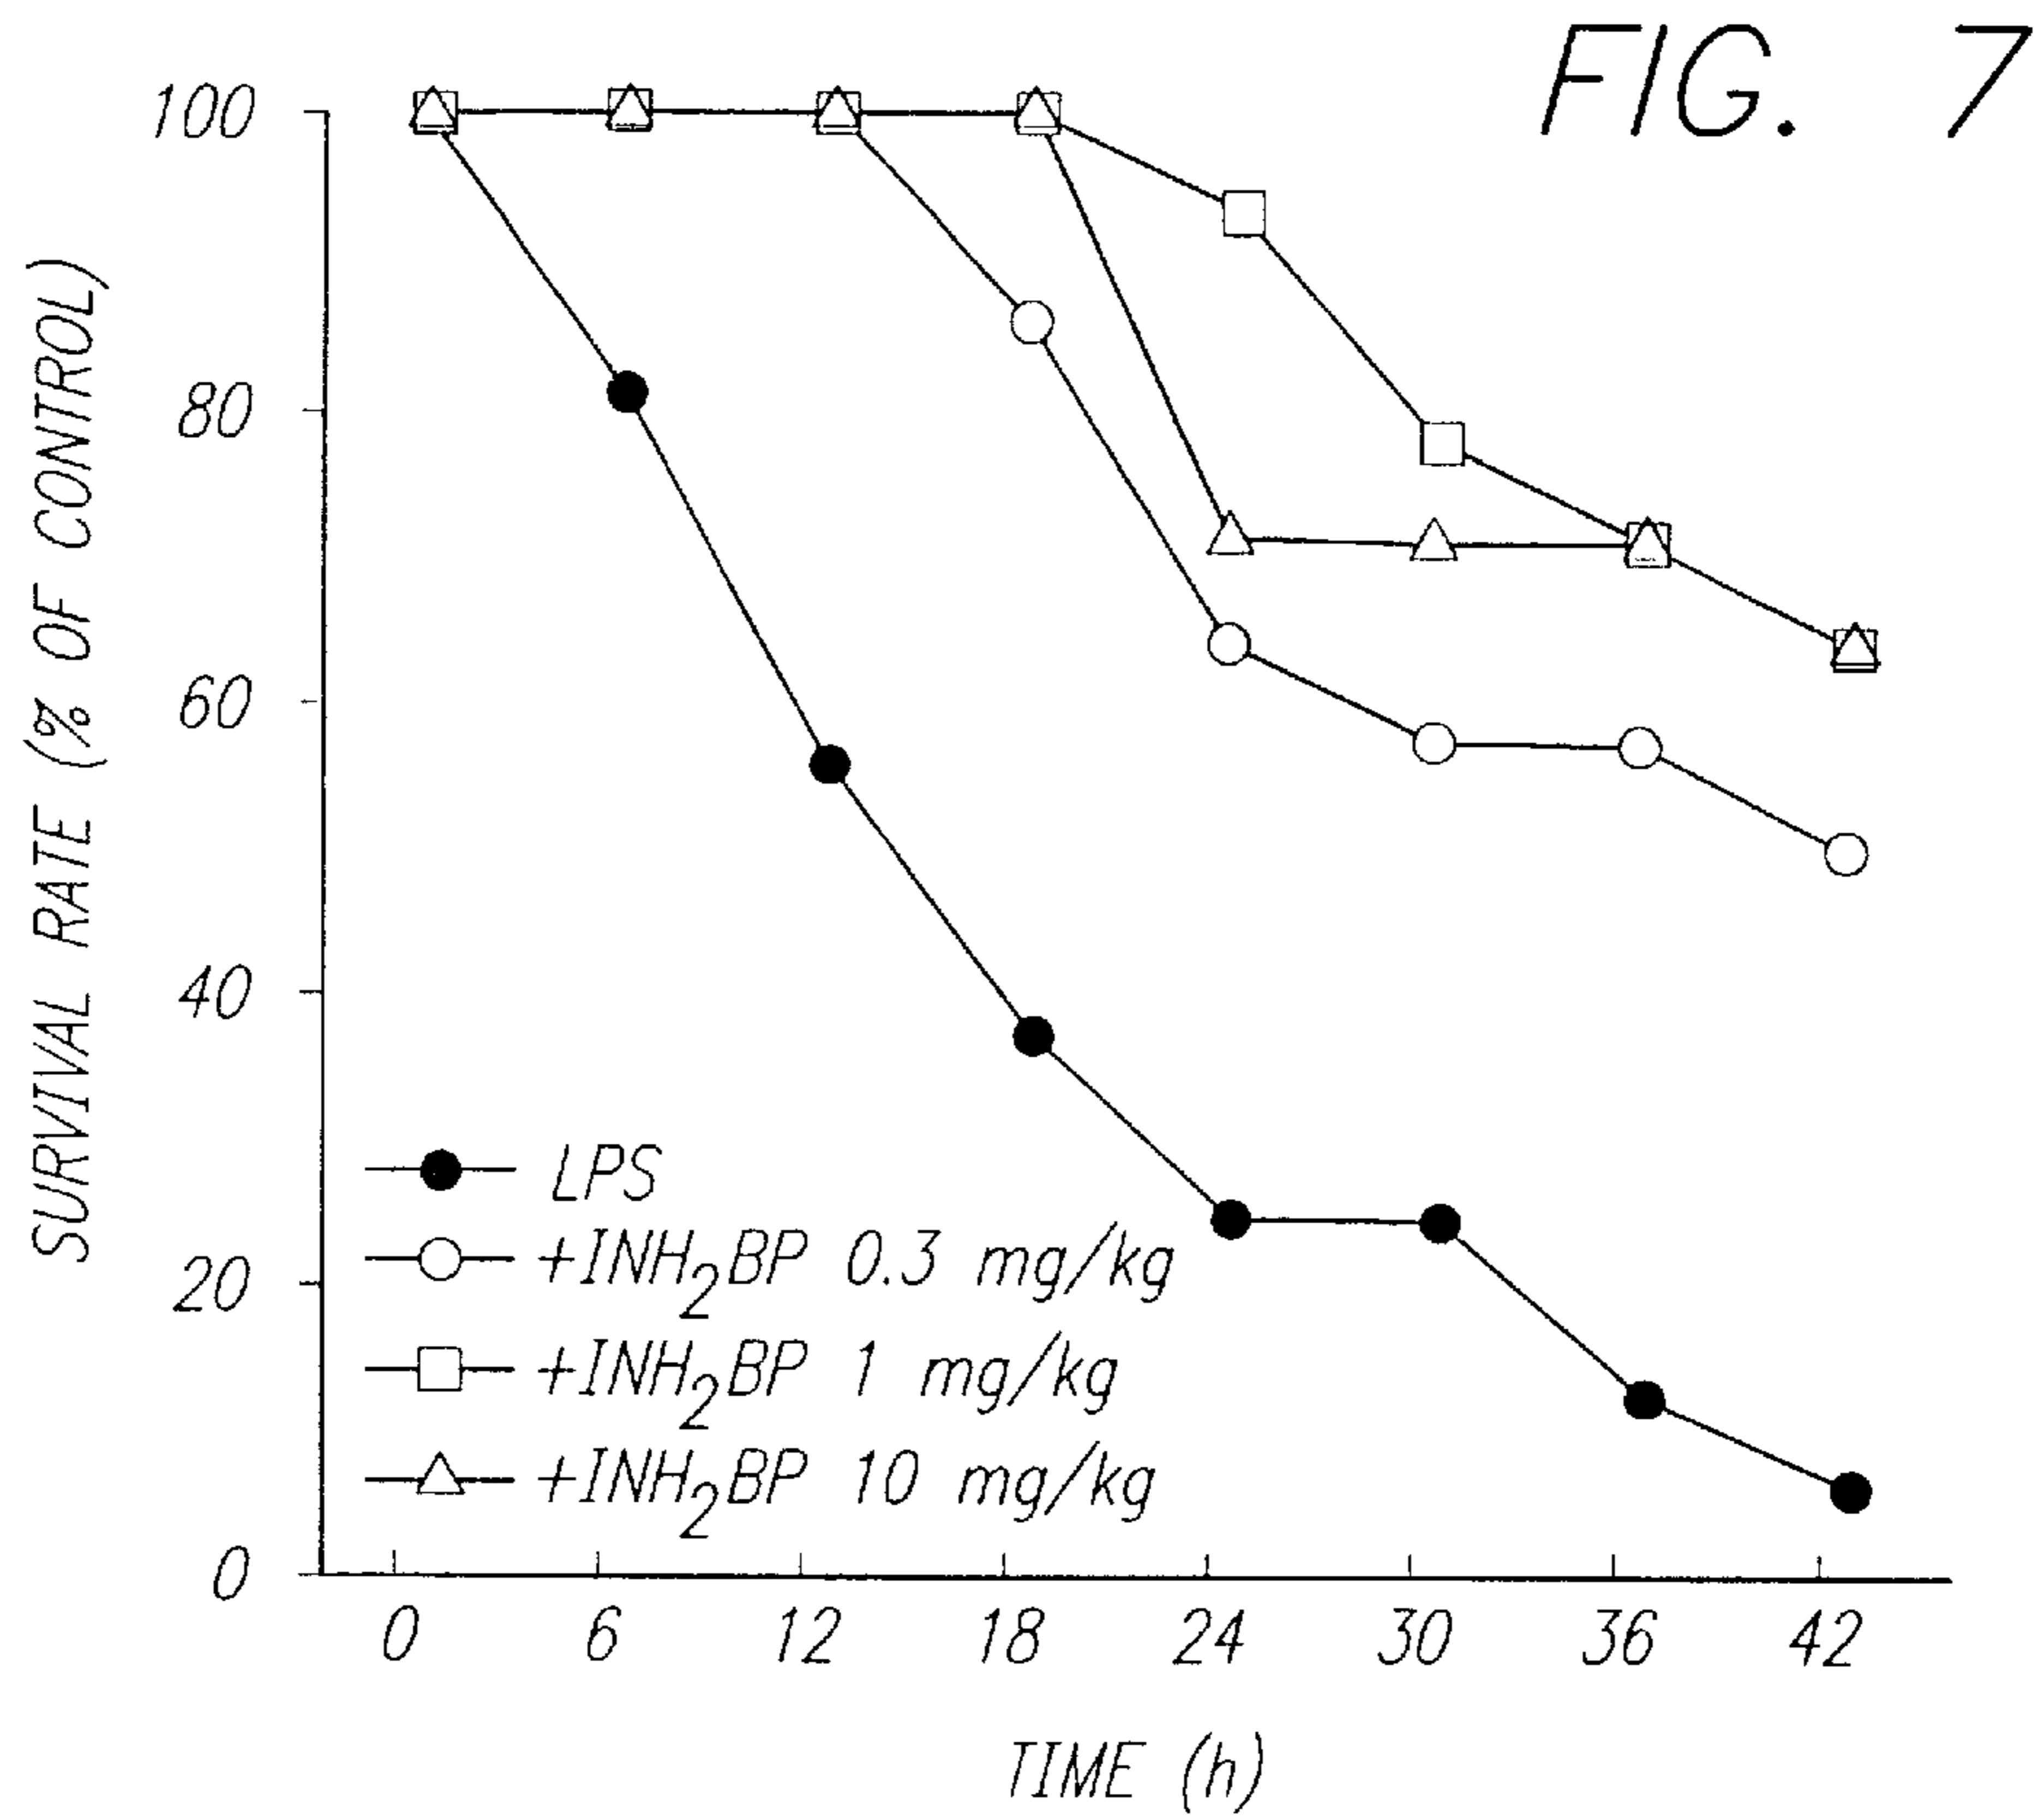 FIG. 7
SURVIVAL RATE (% OF CONTROL)
100
80
60
40
20
0
LPS
+INH₂BP 0.3 mg/kg
+INH₂BP 1 mg/kg
+INH₂BP 10 mg/kg
0 6 12 18 24 30 36 42
TIME (h)